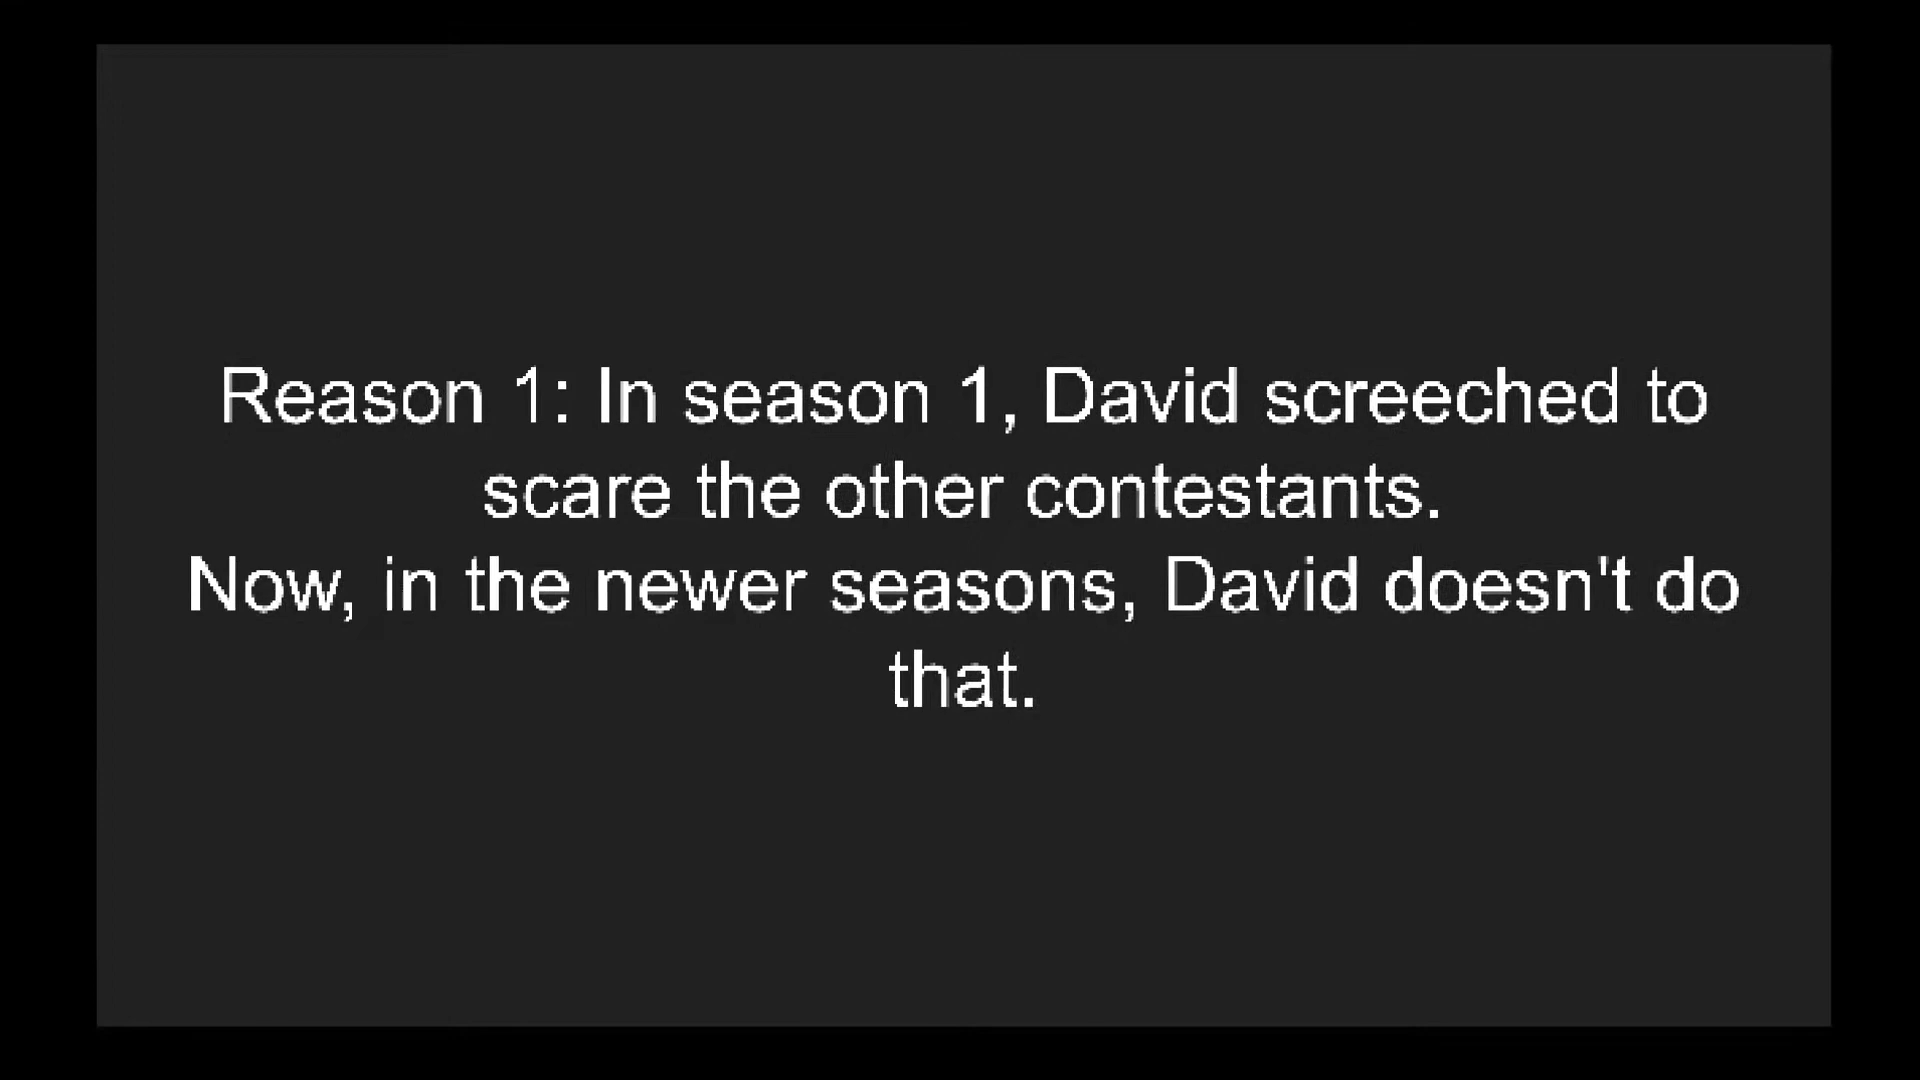 Reason 1: In season 1, David screeched to
scare the other contestants.
Now, in the newer seasons, David doesn't do
that.